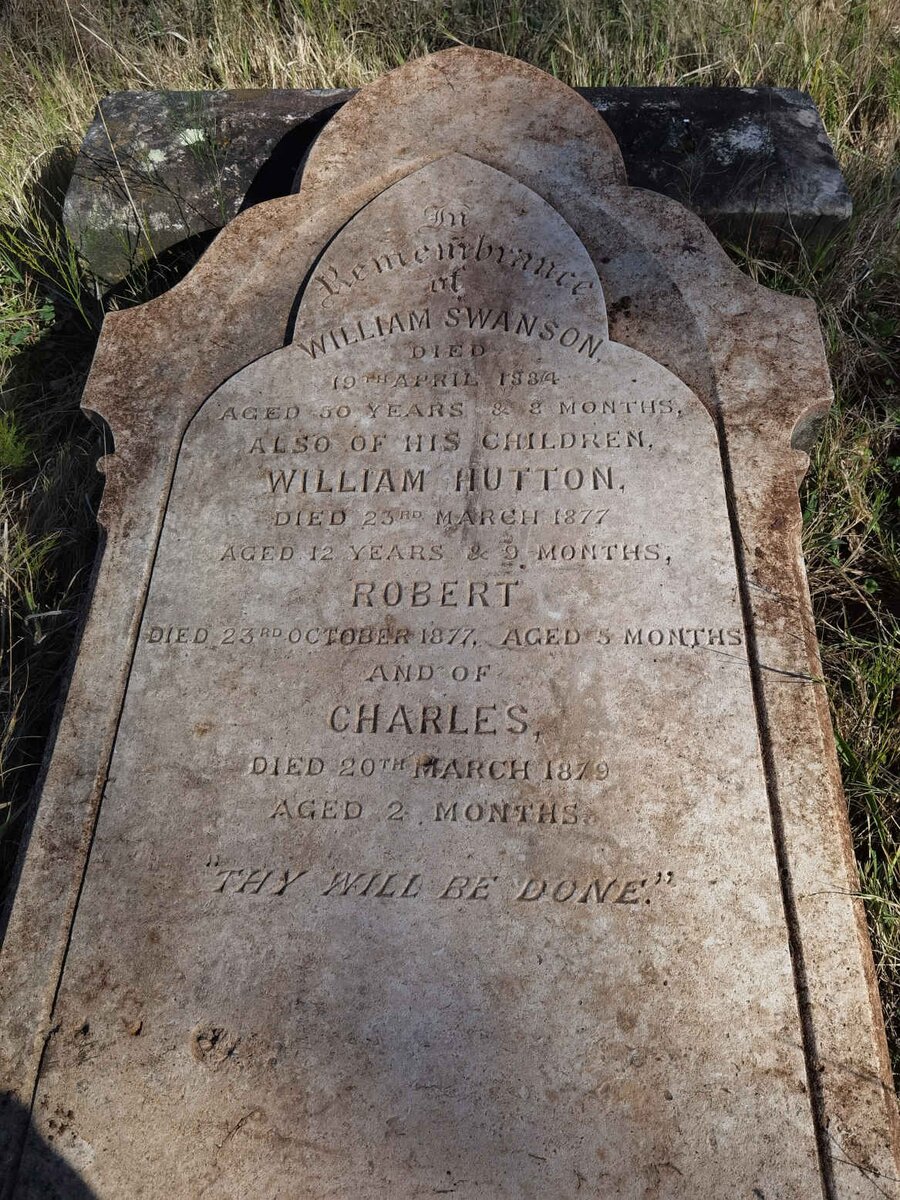 In
Remembrance
of
WILLIAM SWANSON.
DIED
19TH APRIL 1884
AGED 50 YEARS & 8 MONTHS,
ALSO OF HIS CHILDREN,
WILLIAM HUTTON,
DIED 23RD MARCH 1877
AGED 12 YEARS & 9 MONTHS,
ROBERT
DIED 23RD OCTOBER 1877, AGED 5 MONTHS
AND OF
CHARLES,
DIED 20TH MARCH 1879
AGED 2 MONTHS.
"THY WILL BE DONE."